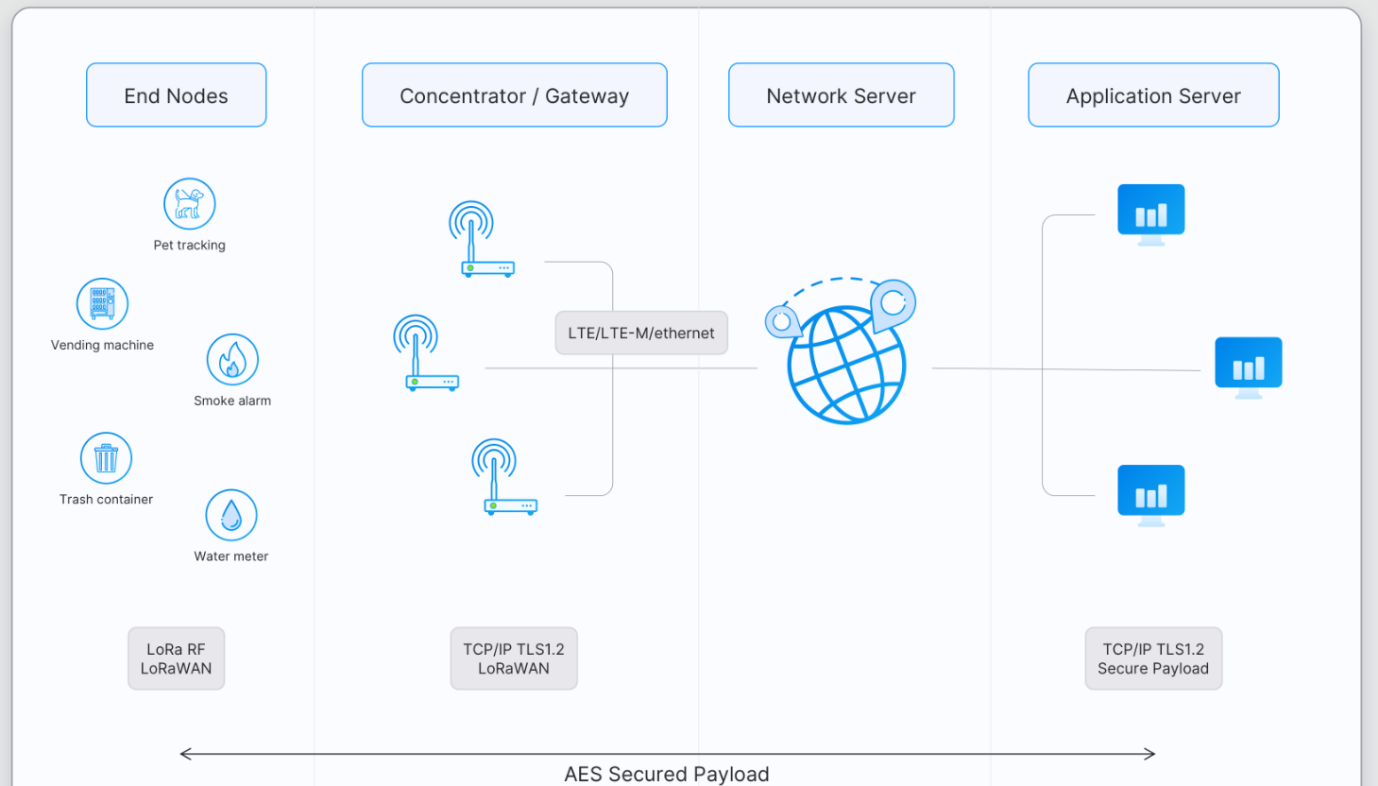 End Nodes
Concentrator / Gateway
Network Server
Application Server
Pet tracking
Vending machine
Smoke alarm
Trash container
Water meter
LTE/LTE-M/ethernet
LoRa RF
LoRaWAN
TCP/IP TLS1.2
LoRaWAN
TCP/IP TLS1.2
Secure Payload
AES Secured Payload